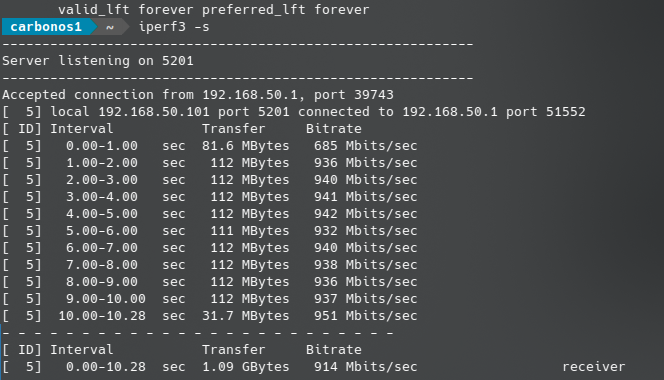 valid_lft forever preferred_lft forever
carbonos1 ~ iperf3 -s
-----------------------------------------------------------
Server listening on 5201
-----------------------------------------------------------
Accepted connection from 192.168.50.1, port 39743
[  5] local 192.168.50.101 port 5201 connected to 192.168.50.1 port 51552
[ ID] Interval           Transfer     Bitrate
[  5]   0.00-1.00   sec  81.6 MBytes   685 Mbits/sec
[  5]   1.00-2.00   sec   112 MBytes   936 Mbits/sec
[  5]   2.00-3.00   sec   112 MBytes   940 Mbits/sec
[  5]   3.00-4.00   sec   112 MBytes   941 Mbits/sec
[  5]   4.00-5.00   sec   112 MBytes   942 Mbits/sec
[  5]   5.00-6.00   sec   111 MBytes   932 Mbits/sec
[  5]   6.00-7.00   sec   112 MBytes   940 Mbits/sec
[  5]   7.00-8.00   sec   112 MBytes   938 Mbits/sec
[  5]   8.00-9.00   sec   112 MBytes   936 Mbits/sec
[  5]   9.00-10.00  sec   112 MBytes   937 Mbits/sec
[  5]  10.00-10.28  sec  31.7 MBytes   951 Mbits/sec
- - - - - - - - - - - - - - - - - - - - - - - - -
[ ID] Interval           Transfer     Bitrate
[  5]   0.00-10.28  sec  1.09 GBytes   914 Mbits/sec                  receiver